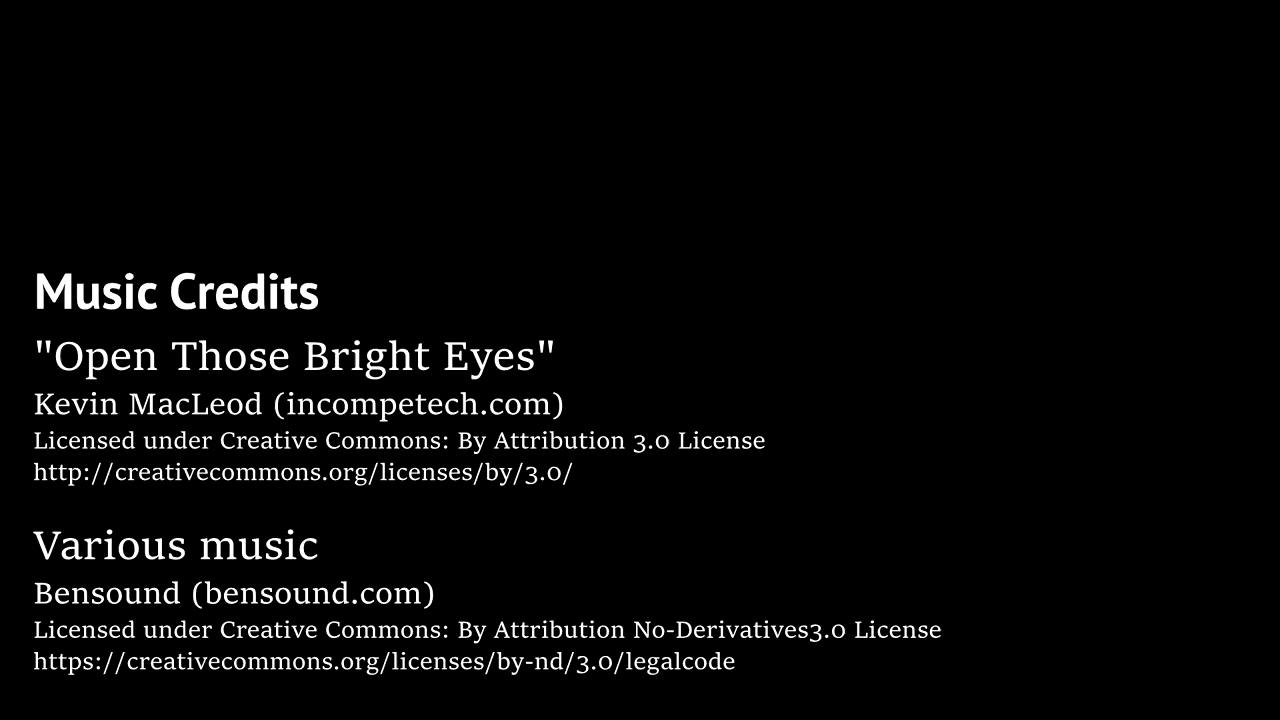 Music Credits
"Open Those Bright Eyes"
Kevin MacLeod (incompetech.com)
Licensed under Creative Commons: By Attribution 3.0 License
http://creativecommons.org/licenses/by/3.0/
Various music
Bensound (bensound.com)
Licensed under Creative Commons: By Attribution No-Derivatives3.0 License
https://creativecommons.org/licenses/by-nd/3.0/legalcode